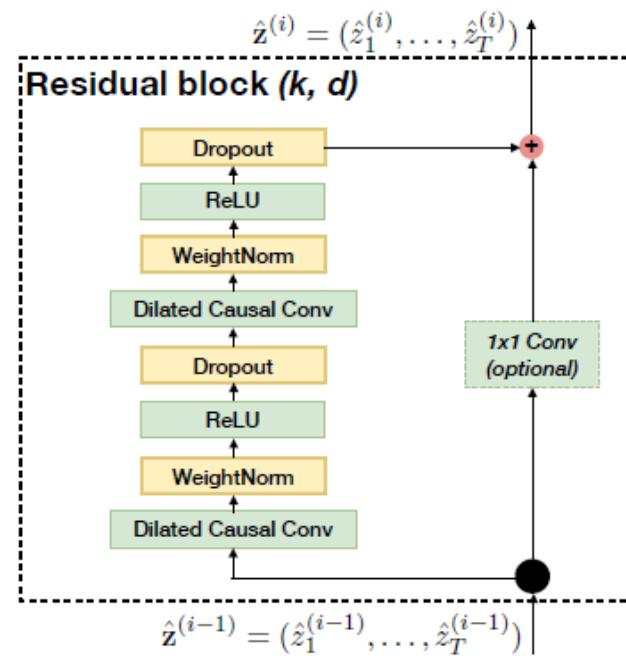 ẑ^(i) = (ẑ_1^(i), . . . , ẑ_T^(i))
Residual block (k, d)
Dropout
+
ReLU
WeightNorm
Dilated Causal Conv
1x1 Conv
(optional)
Dropout
ReLU
WeightNorm
Dilated Causal Conv
ẑ^(i−1) = (ẑ_1^(i−1), . . . , ẑ_T^(i−1))